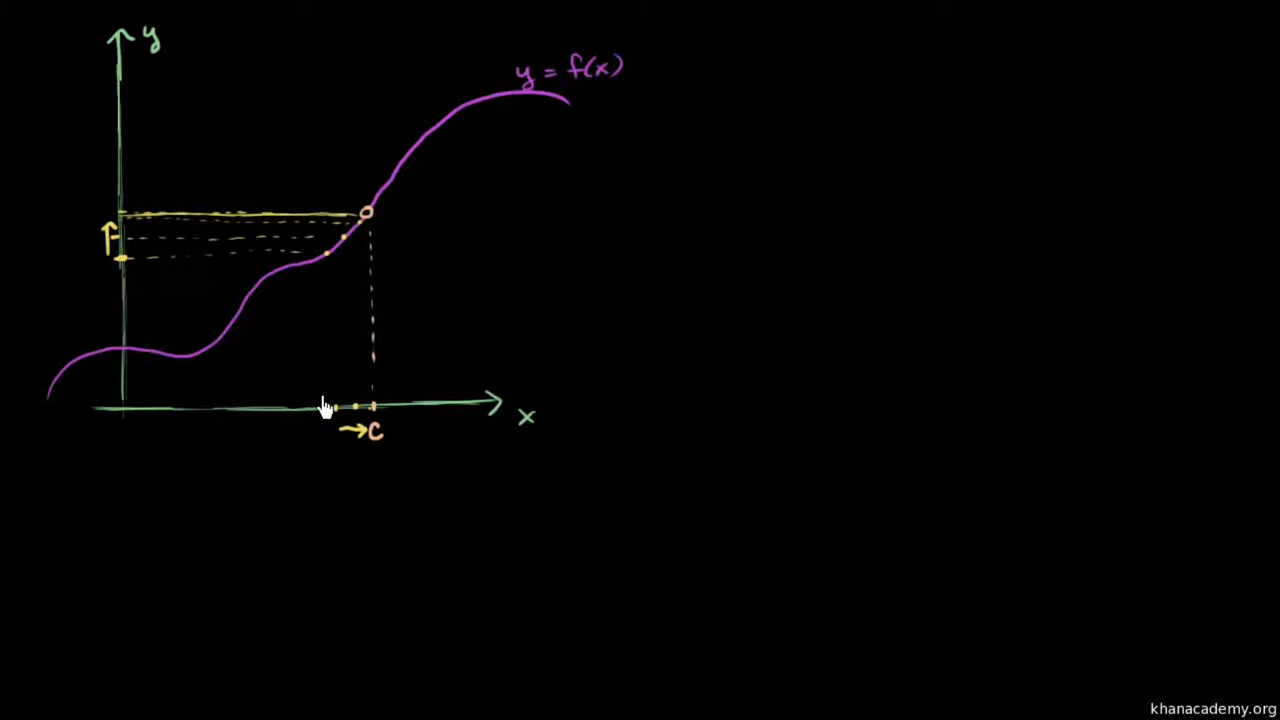 y
y = f(x)
c
x
khanacademy.org